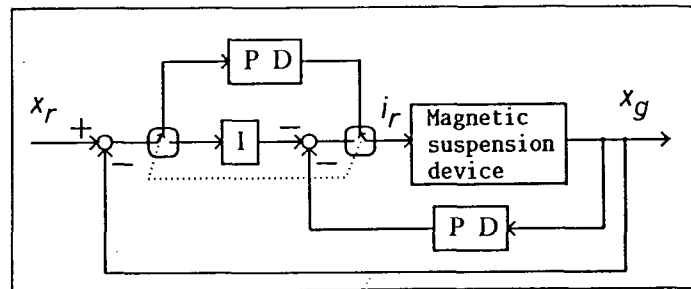 P D
x_r
+
−
I
−
−
i_r
Magnetic
suspension
device
x_g
P D